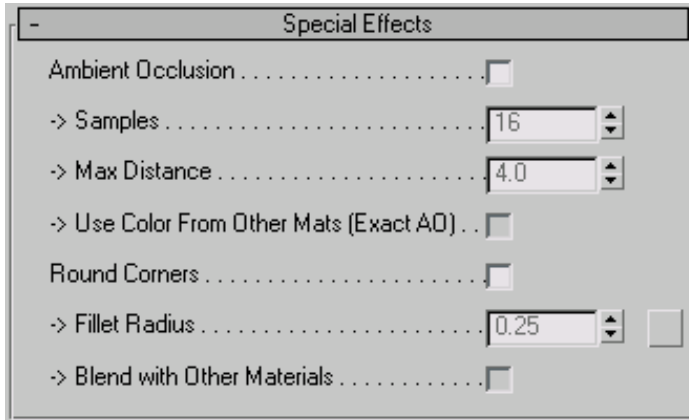 - Special Effects
Ambient Occlusion . . . . . . . . . . . . . . . . . . . . .
-> Samples . . . . . . . . . . . . . . . . . . . . . . . . . . . 16
-> Max Distance . . . . . . . . . . . . . . . . . . . . . . 4.0
-> Use Color From Other Mats (Exact AO) . .
Round Corners . . . . . . . . . . . . . . . . . . . . . . . .
-> Fillet Radius . . . . . . . . . . . . . . . . . . . . . . . . 0.25
-> Blend with Other Materials . . . . . . . . . . . .